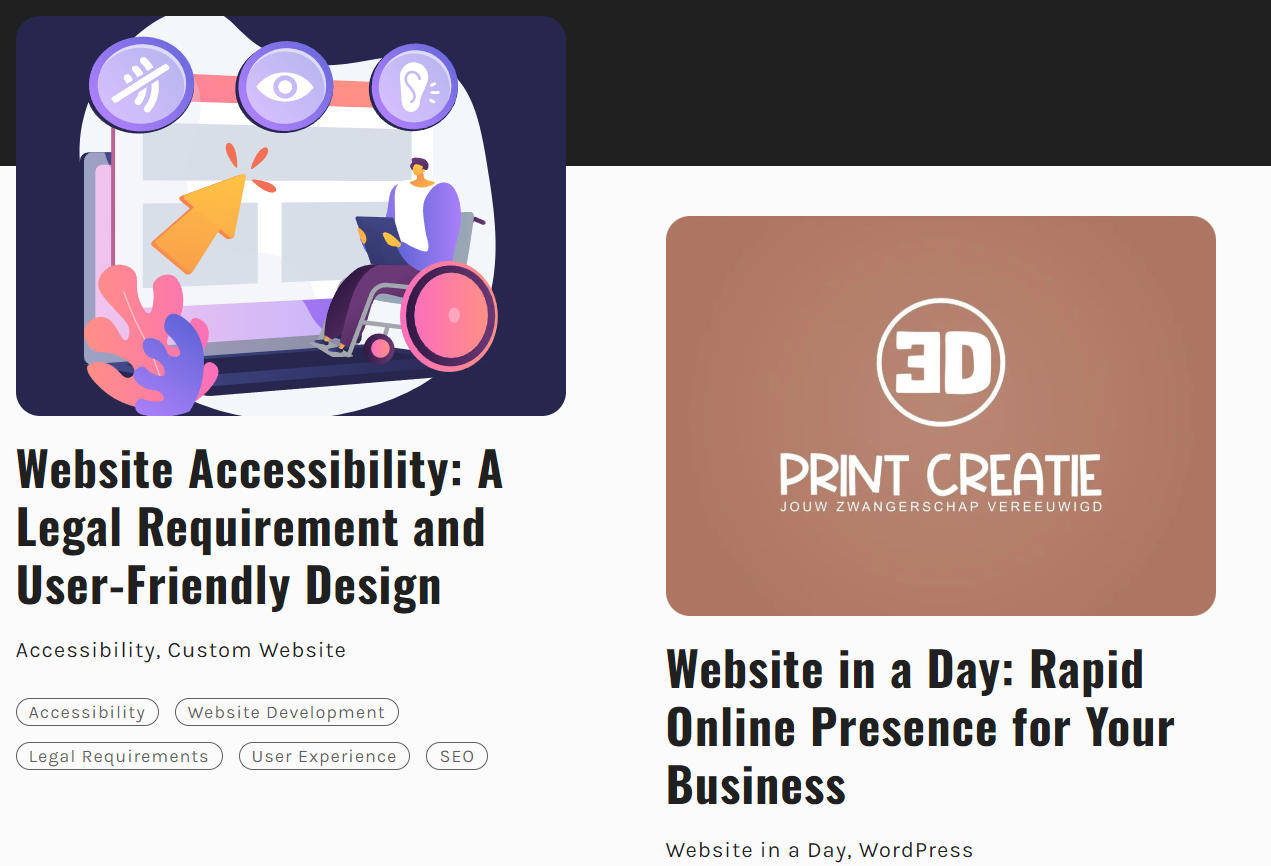 Website Accessibility: A
Legal Requirement and
User-Friendly Design
Accessibility, Custom Website
Accessibility
Website Development
Legal Requirements
User Experience
SEO
3D
PRINT CREATIE
JOUW ZWANGERSCHAP VEREEUWIGD
Website in a Day: Rapid
Online Presence for Your
Business
Website in a Day, WordPress